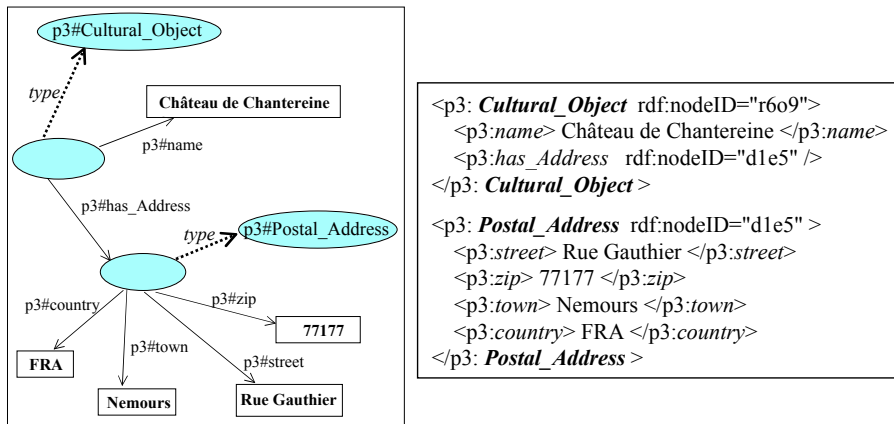 p3#Cultural_Object
type
Château de Chantereine
p3#name
p3#has_Address
type
p3#Postal_Address
p3#country
p3#zip
77177
p3#town
FRA
p3#street
Nemours
Rue Gauthier
<p3: Cultural_Object rdf:nodeID="r6o9">
<p3:name> Château de Chantereine </p3:name>
<p3:has_Address rdf:nodeID="d1e5" />
</p3: Cultural_Object >
<p3: Postal_Address rdf:nodeID="d1e5" >
<p3:street> Rue Gauthier </p3:street>
<p3:zip> 77177 </p3:zip>
<p3:town> Nemours </p3:town>
<p3:country> FRA </p3:country>
</p3: Postal_Address >